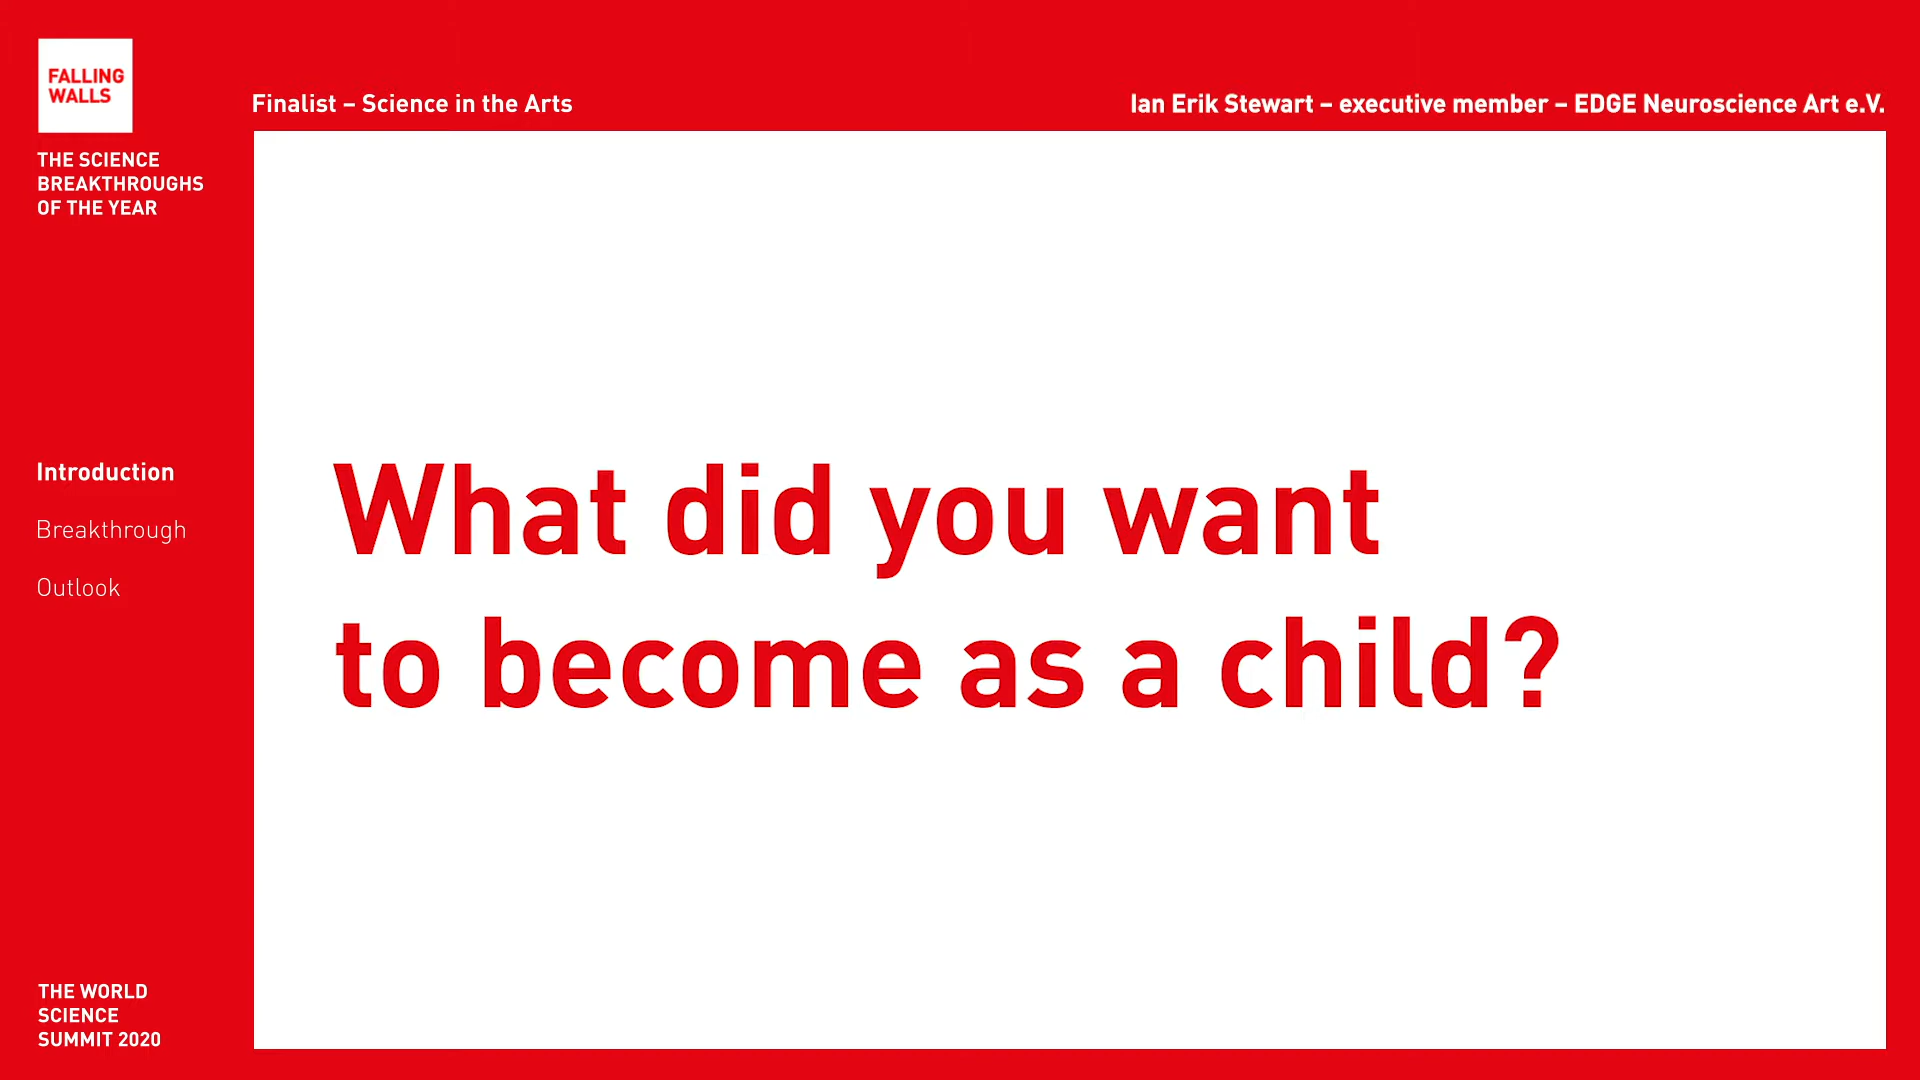 FALLING
WALLS
THE SCIENCE
BREAKTHROUGHS
OF THE YEAR
Finalist – Science in the Arts
Ian Erik Stewart – executive member – EDGE Neuroscience Art e.V.
Introduction
Breakthrough
Outlook
What did you want
to become as a child?
THE WORLD
SCIENCE
SUMMIT 2020